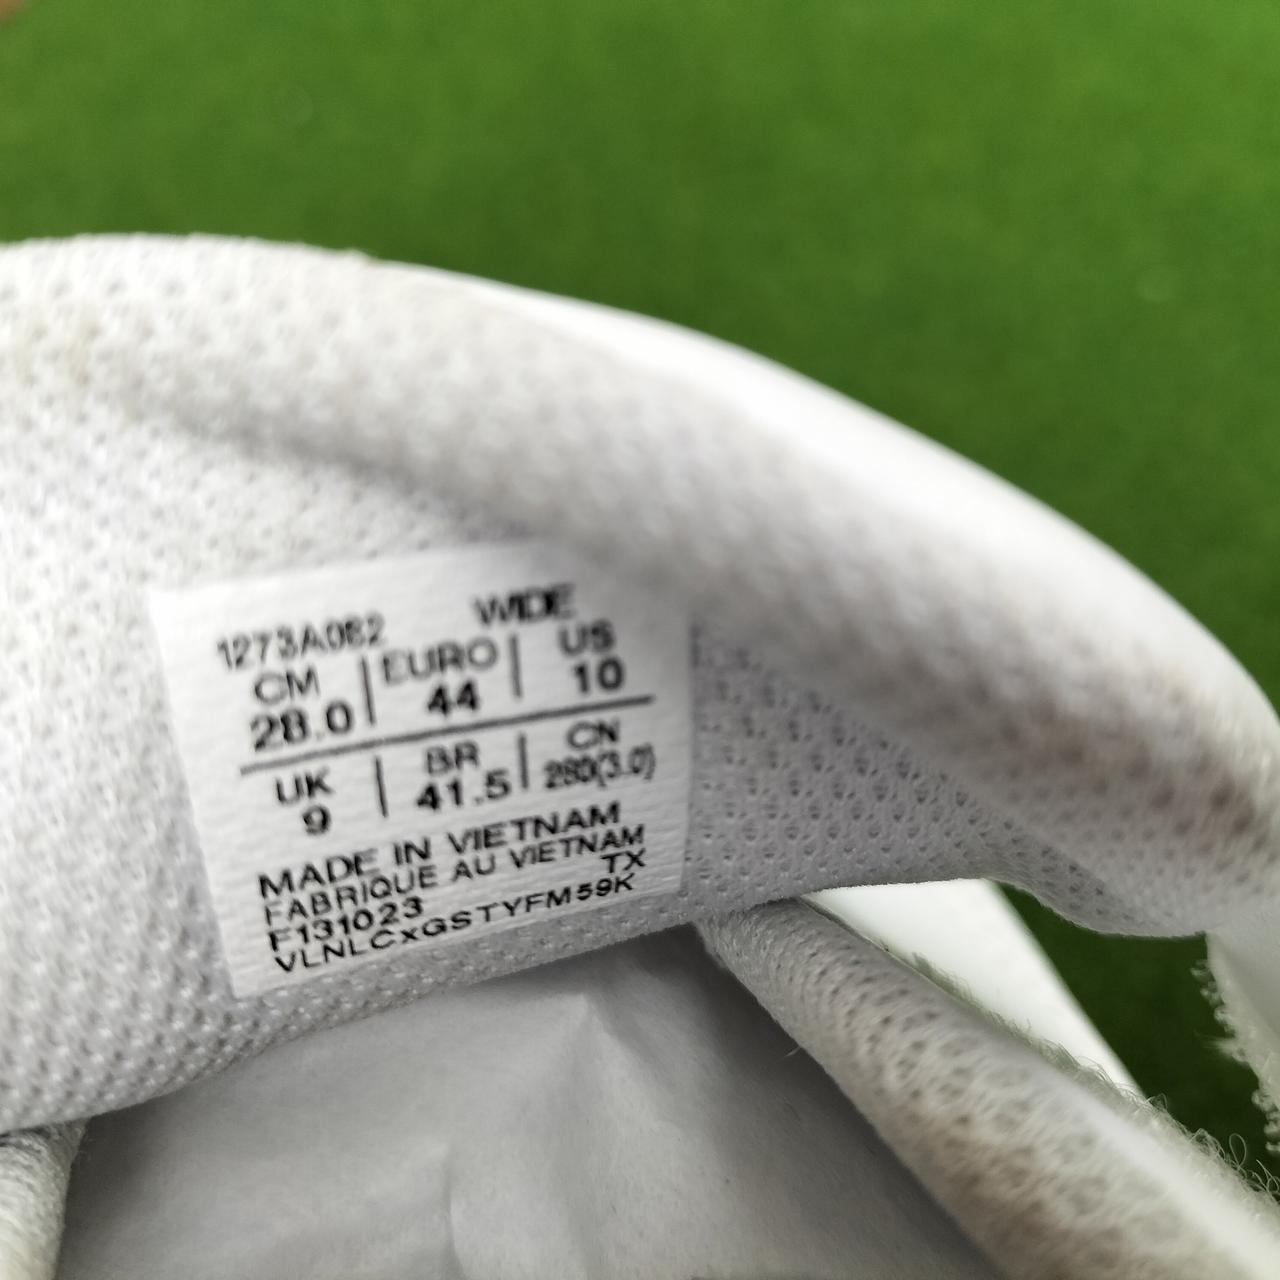 1273A062 WIDE
CM | EURO | US
28.0 | 44 | 10
UK | BR | CN
9 | 41.5 | 280(3.0)
MADE IN VIETNAM
FABRIQUE AU VIETNAM
F131023 TX
VLNLCxGSTYFM59K